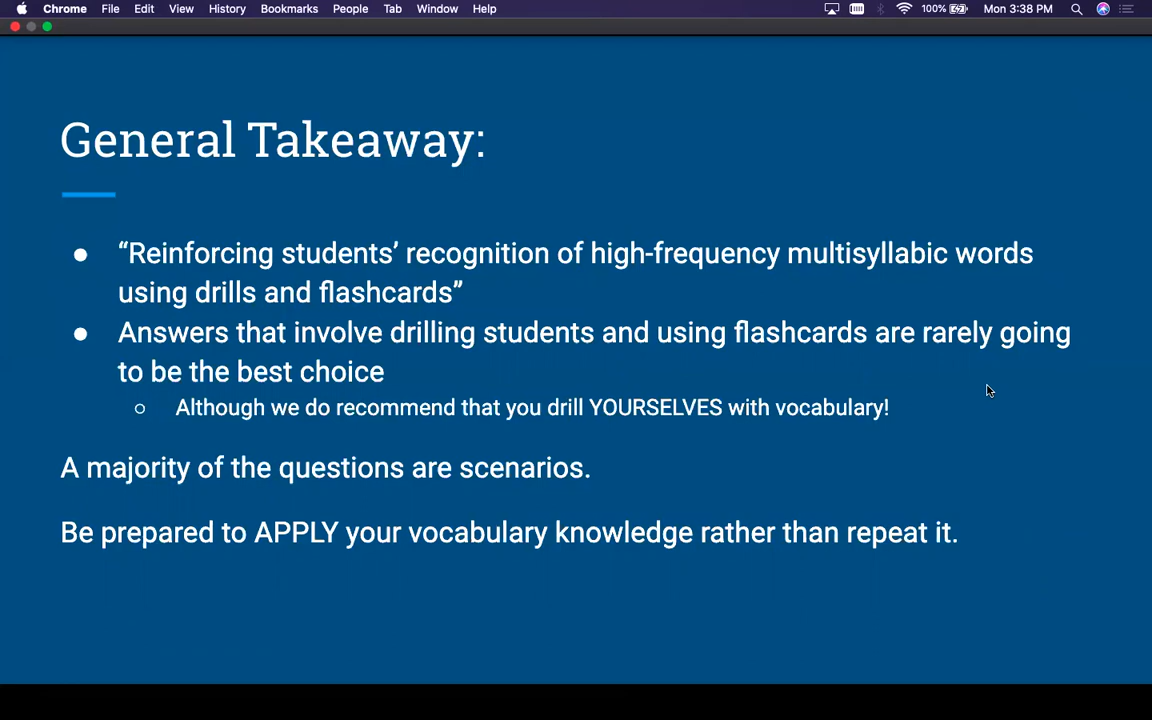 Chrome File Edit View History Bookmarks People Tab Window Help 100% Mon 3:38 PM
General Takeaway:
● “Reinforcing students’ recognition of high-frequency multisyllabic words
using drills and flashcards”
● Answers that involve drilling students and using flashcards are rarely going
to be the best choice
○ Although we do recommend that you drill YOURSELVES with vocabulary!
A majority of the questions are scenarios.
Be prepared to APPLY your vocabulary knowledge rather than repeat it.